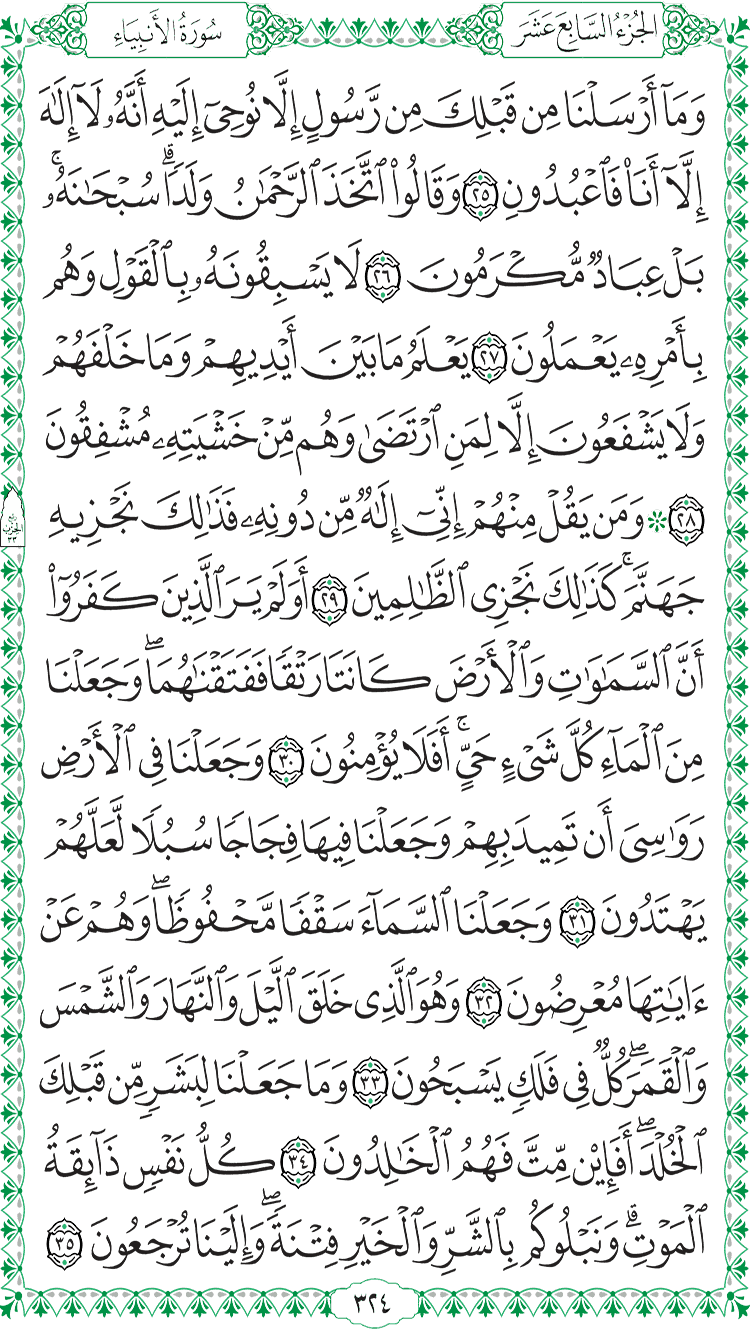 الجُزْءُ السَّابِعَ عَشَرَ
سُورَةُ الأَنبِيَاءِ
وَمَآ أَرْسَلْنَا مِن قَبْلِكَ مِن رَّسُولٍ إِلَّا نُوحِىٓ إِلَيْهِ أَنَّهُۥ لَآ إِلَٰهَ
إِلَّآ أَنَا۠ فَٱعْبُدُونِ ٢٥ وَقَالُوا۟ ٱتَّخَذَ ٱلرَّحْمَٰنُ وَلَدًا ۗ سُبْحَٰنَهُۥ ۚ
بَلْ عِبَادٌ مُّكْرَمُونَ ٢٦ لَا يَسْبِقُونَهُۥ بِٱلْقَوْلِ وَهُم
بِأَمْرِهِۦ يَعْمَلُونَ ٢٧ يَعْلَمُ مَا بَيْنَ أَيْدِيهِمْ وَمَا خَلْفَهُمْ
وَلَا يَشْفَعُونَ إِلَّا لِمَنِ ٱرْتَضَىٰ وَهُم مِّنْ خَشْيَتِهِۦ مُشْفِقُونَ
٢٨ ۞ وَمَن يَقُلْ مِنْهُمْ إِنِّىٓ إِلَٰهٌ مِّن دُونِهِۦ فَذَٰلِكَ نَجْزِيهِ
جَهَنَّمَ ۚ كَذَٰلِكَ نَجْزِى ٱلظَّٰلِمِينَ ٢٩ أَوَلَمْ يَرَ ٱلَّذِينَ كَفَرُوٓا۟
أَنَّ ٱلسَّمَٰوَٰتِ وَٱلْأَرْضَ كَانَتَا رَتْقًا فَفَتَقْنَٰهُمَا ۖ وَجَعَلْنَا
مِنَ ٱلْمَآءِ كُلَّ شَىْءٍ حَىٍّ ۚ أَفَلَا يُؤْمِنُونَ ٣٠ وَجَعَلْنَا فِى ٱلْأَرْضِ
رَوَٰسِىَ أَن تَمِيدَ بِهِمْ وَجَعَلْنَا فِيهَا فِجَاجًا سُبُلًا لَّعَلَّهُمْ
يَهْتَدُونَ ٣١ وَجَعَلْنَا ٱلسَّمَآءَ سَقْفًا مَّحْفُوظًا ۖ وَهُمْ عَنْ
ءَايَٰتِهَا مُعْرِضُونَ ٣٢ وَهُوَ ٱلَّذِى خَلَقَ ٱلَّيْلَ وَٱلنَّهَارَ وَٱلشَّمْسَ
وَٱلْقَمَرَ ۖ كُلٌّ فِى فَلَكٍ يَسْبَحُونَ ٣٣ وَمَا جَعَلْنَا لِبَشَرٍ مِّن قَبْلِكَ
ٱلْخُلْدَ ۖ أَفَإِي۟ن مِّتَّ فَهُمُ ٱلْخَٰلِدُونَ ٣٤ كُلُّ نَفْسٍ ذَآئِقَةُ
ٱلْمَوْتِ ۗ وَنَبْلُوكُم بِٱلشَّرِّ وَٱلْخَيْرِ فِتْنَةً ۖ وَإِلَيْنَا تُرْجَعُونَ ٣٥
٣٢٤